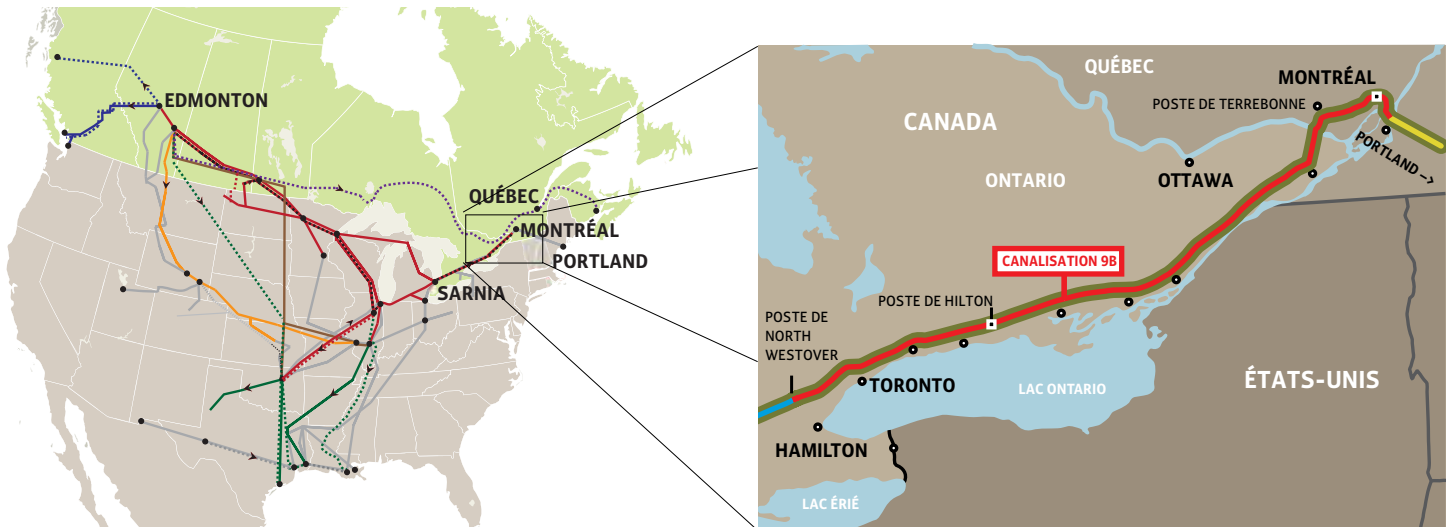 EDMONTON
QUÉBEC
MONTRÉAL
PORTLAND
SARNIA
QUÉBEC
MONTRÉAL
POSTE DE TERREBONNE
CANADA
PORTLAND →
ONTARIO
OTTAWA
CANALISATION 9B
POSTE DE HILTON
POSTE DE
NORTH
WESTOVER
TORONTO
LAC ONTARIO
ÉTATS-UNIS
HAMILTON
LAC ÉRIÉ